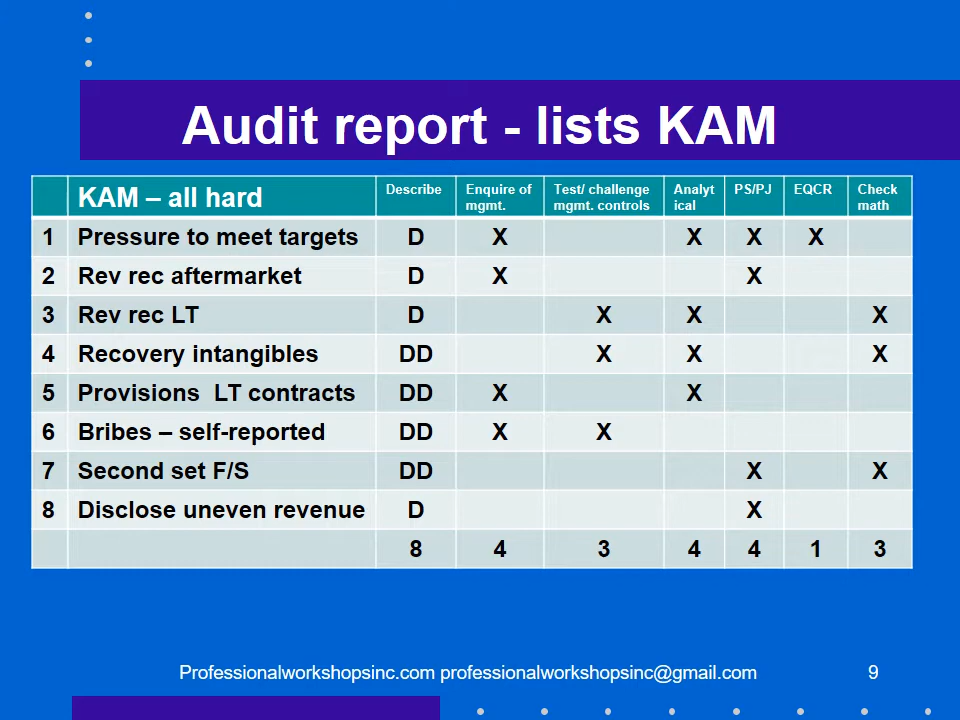 Audit report - lists KAM
KAM – all hard Describe Enquire of mgmt. Test/ challenge mgmt. controls Analyt ical PS/PJ EQCR Check math
1 Pressure to meet targets D X X X X
2 Rev rec aftermarket D X X
3 Rev rec LT D X X X
4 Recovery intangibles DD X X X
5 Provisions LT contracts DD X X
6 Bribes – self-reported DD X X
7 Second set F/S DD X X
8 Disclose uneven revenue D X
8 4 3 4 4 1 3
Professionalworkshopsinc.com professionalworkshopsinc@gmail.com 9